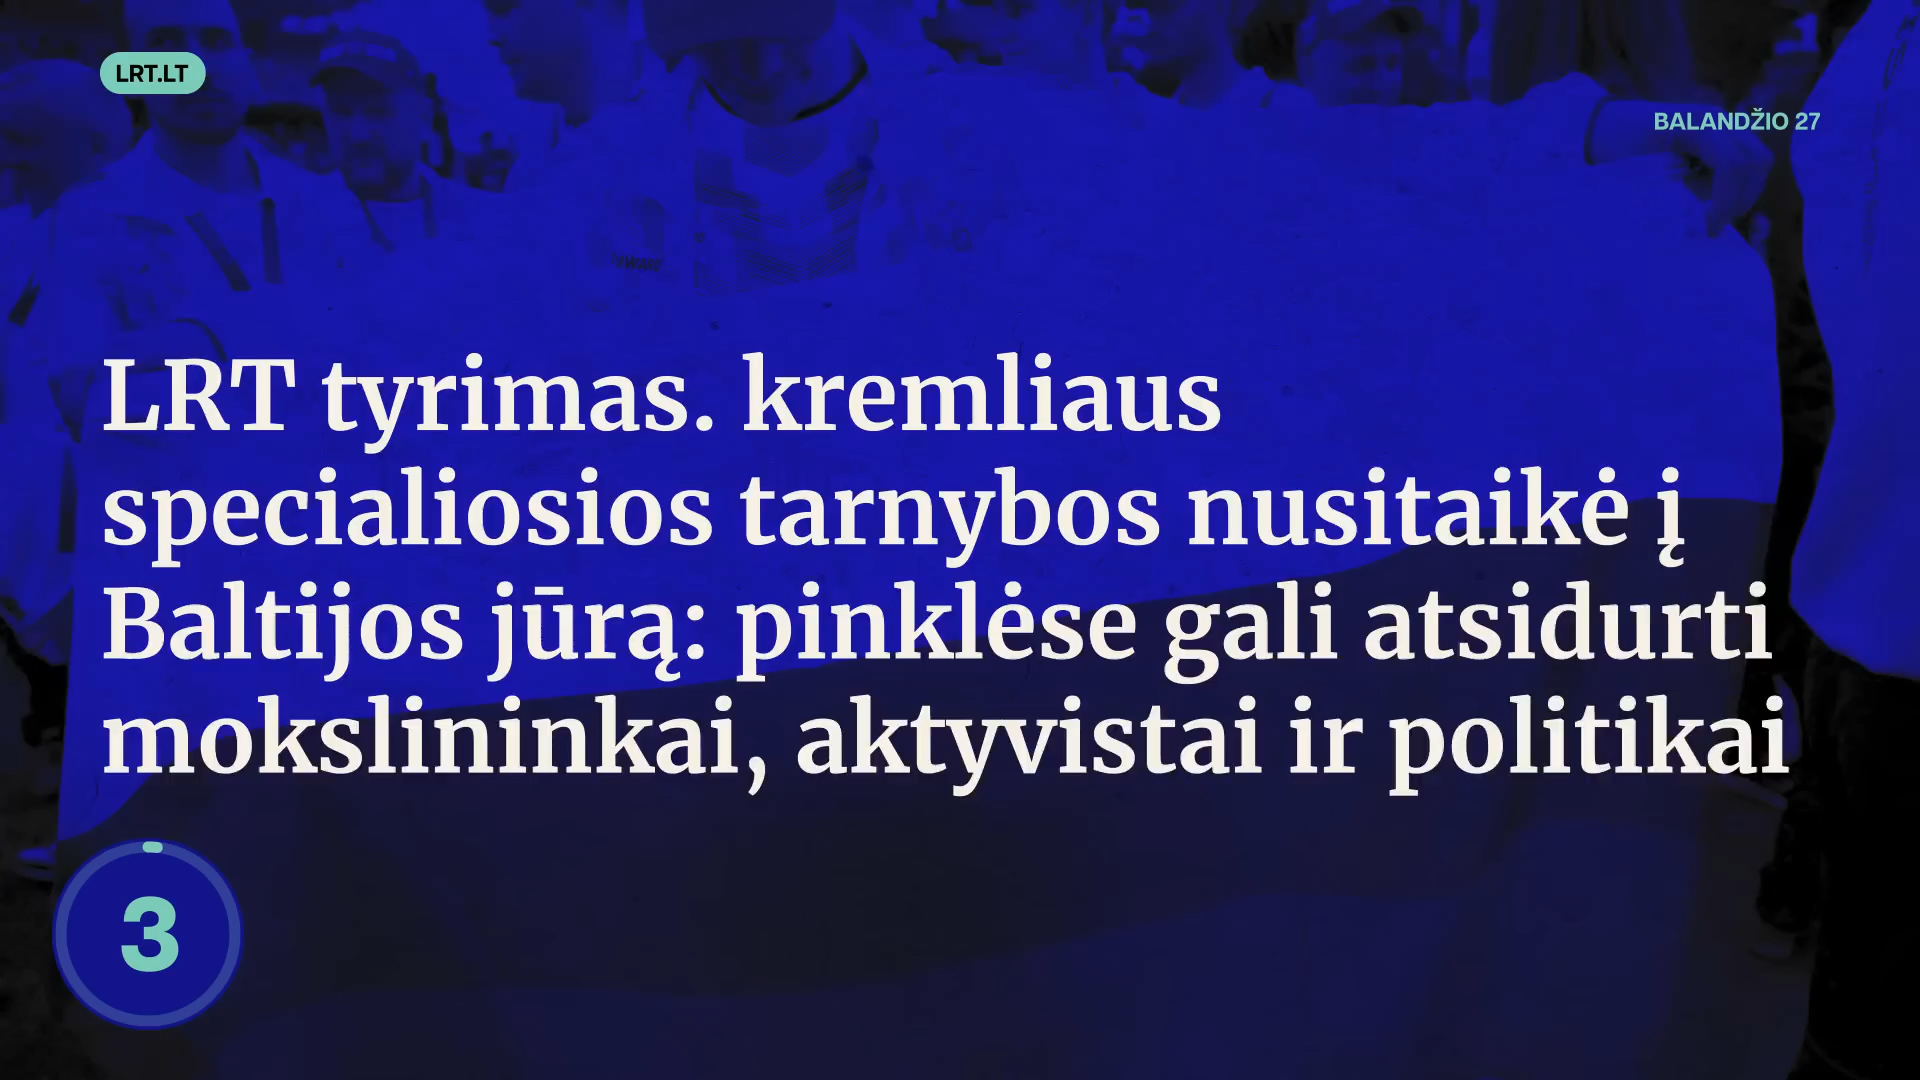 LRT.LT
BALANDŽIO 27
LRT tyrimas. kremliaus
specialiosios tarnybos nusitaikė į
Baltijos jūrą: pinklėse gali atsidurti
mokslininkai, aktyvistai ir politikai
3